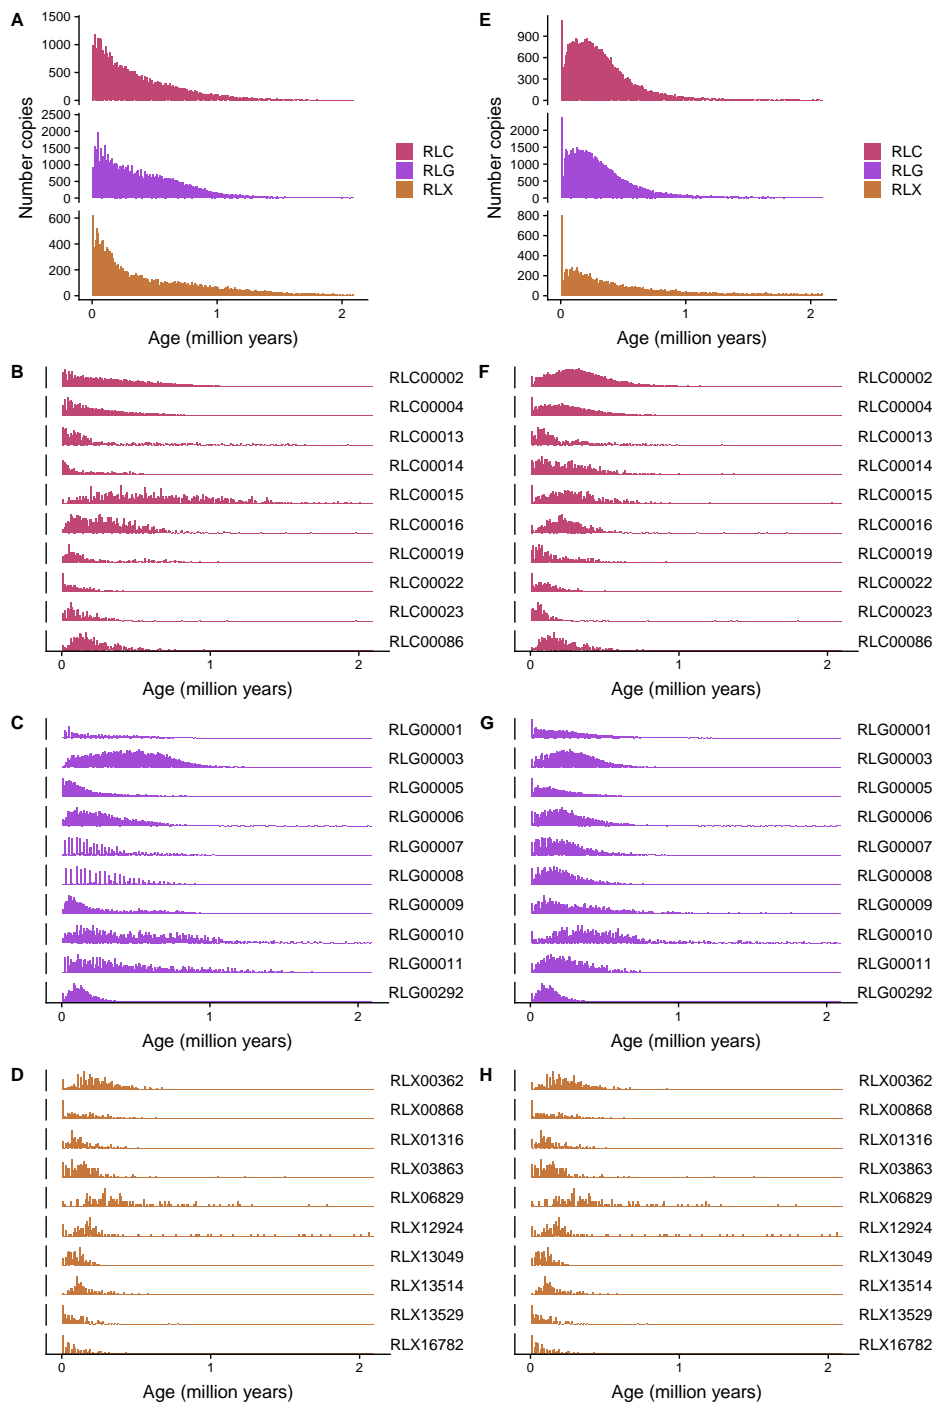 A
Number copies
1500
1000
500
0
2500
2000
1500
1000
500
0
600
400
200
0
0 1 2
Age (million years)
RLC
RLG
RLX
E
Number copies
900
600
300
0
2000
1500
1000
500
0
800
600
400
200
0
0 1 2
Age (million years)
RLC
RLG
RLX
B
RLC00002
RLC00004
RLC00013
RLC00014
RLC00015
RLC00016
RLC00019
RLC00022
RLC00023
RLC00086
0 1 2
Age (million years)
F
RLC00002
RLC00004
RLC00013
RLC00014
RLC00015
RLC00016
RLC00019
RLC00022
RLC00023
RLC00086
0 1 2
Age (million years)
C
RLG00001
RLG00003
RLG00005
RLG00006
RLG00007
RLG00008
RLG00009
RLG00010
RLG00011
RLG00292
0 1 2
Age (million years)
G
RLG00001
RLG00003
RLG00005
RLG00006
RLG00007
RLG00008
RLG00009
RLG00010
RLG00011
RLG00292
0 1 2
Age (million years)
D
RLX00362
RLX00868
RLX01316
RLX03863
RLX06829
RLX12924
RLX13049
RLX13514
RLX13529
RLX16782
0 1 2
Age (million years)
H
RLX00362
RLX00868
RLX01316
RLX03863
RLX06829
RLX12924
RLX13049
RLX13514
RLX13529
RLX16782
0 1 2
Age (million years)